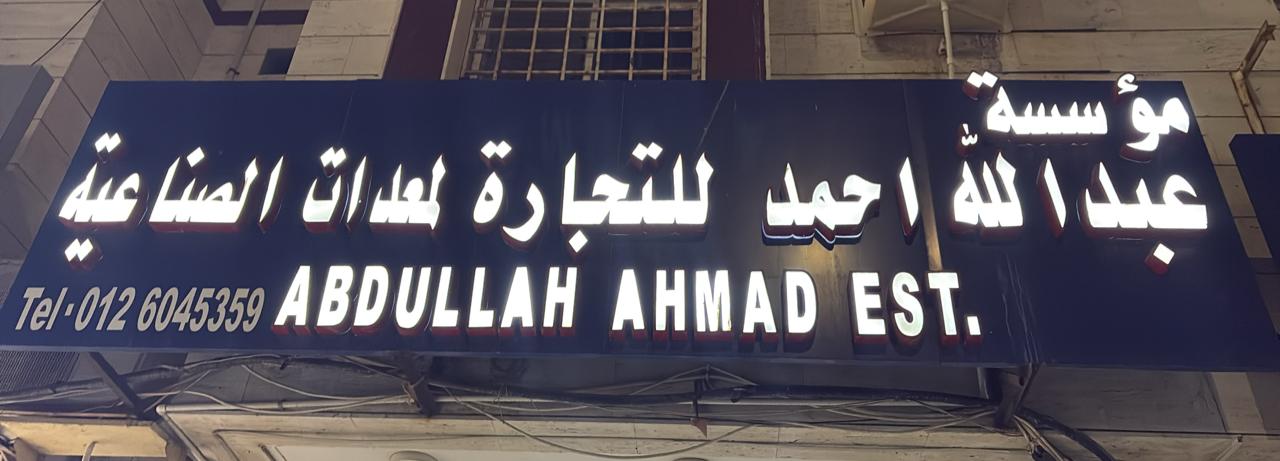 مؤسسة
عبدالله احمد للتجارة لمعدات الصناعية
ABDULLAH AHMAD EST.
Tel·012 6045359